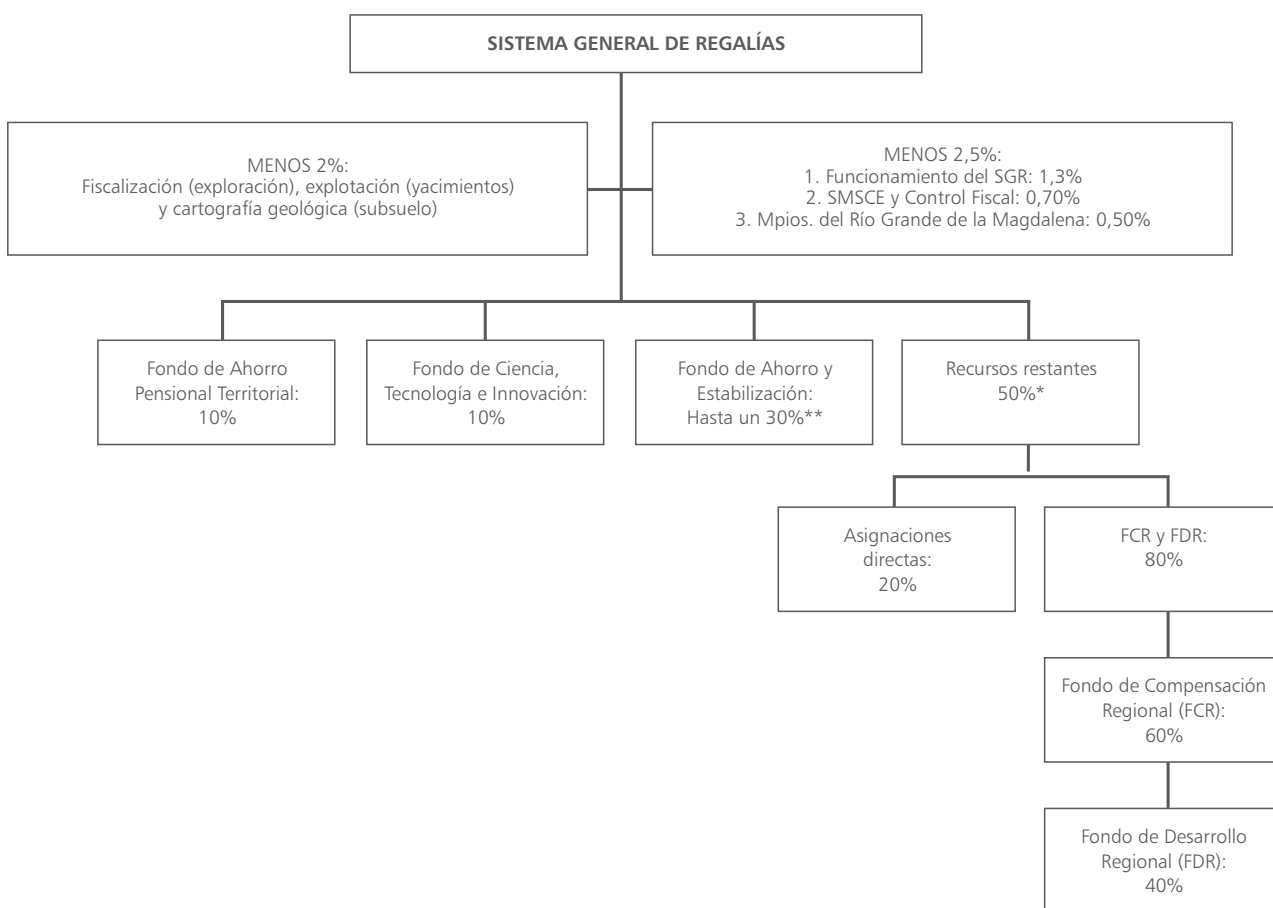 SISTEMA GENERAL DE REGALÍAS
MENOS 2%:
Fiscalización (exploración), explotación (yacimientos)
y cartografía geológica (subsuelo)
MENOS 2,5%:
1. Funcionamiento del SGR: 1,3%
2. SMSCE y Control Fiscal: 0,70%
3. Mpios. del Río Grande de la Magdalena: 0,50%
Fondo de Ahorro
Pensional Territorial:
10%
Fondo de Ciencia,
Tecnología e Innovación:
10%
Fondo de Ahorro y
Estabilización:
Hasta un 30%**
Recursos restantes
50%*
Asignaciones
directas:
20%
FCR y FDR:
80%
Fondo de Compensación
Regional (FCR):
60%
Fondo de Desarrollo
Regional (FDR):
40%